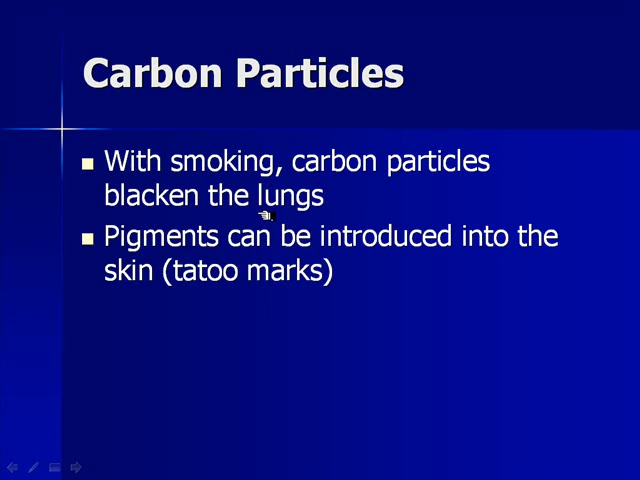 Carbon Particles
With smoking, carbon particles
blacken the lungs
Pigments can be introduced into the
skin (tatoo marks)